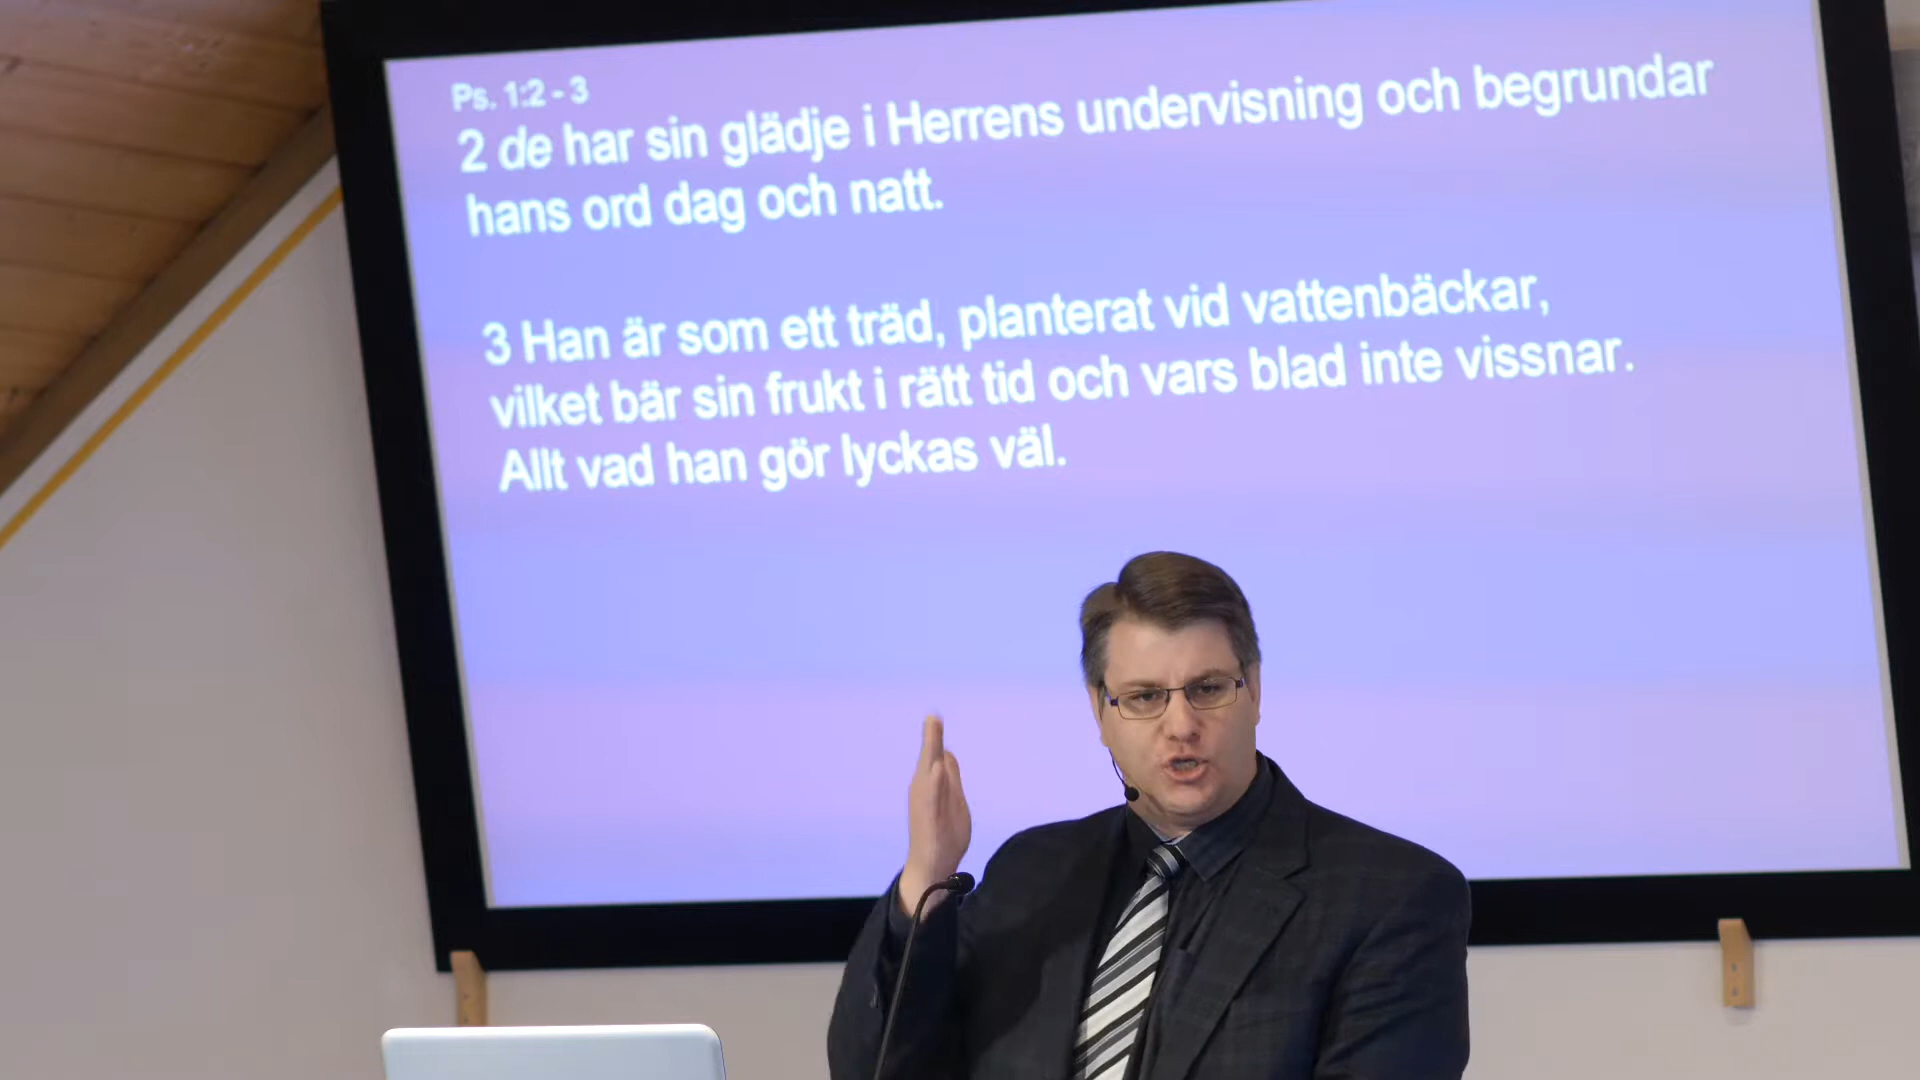 Ps. 1:2 - 3
2 de har sin glädje i Herrens undervisning och begrundar
hans ord dag och natt.
3 Han är som ett träd, planterat vid vattenbäckar,
vilket bär sin frukt i rätt tid och vars blad inte vissnar.
Allt vad han gör lyckas väl.